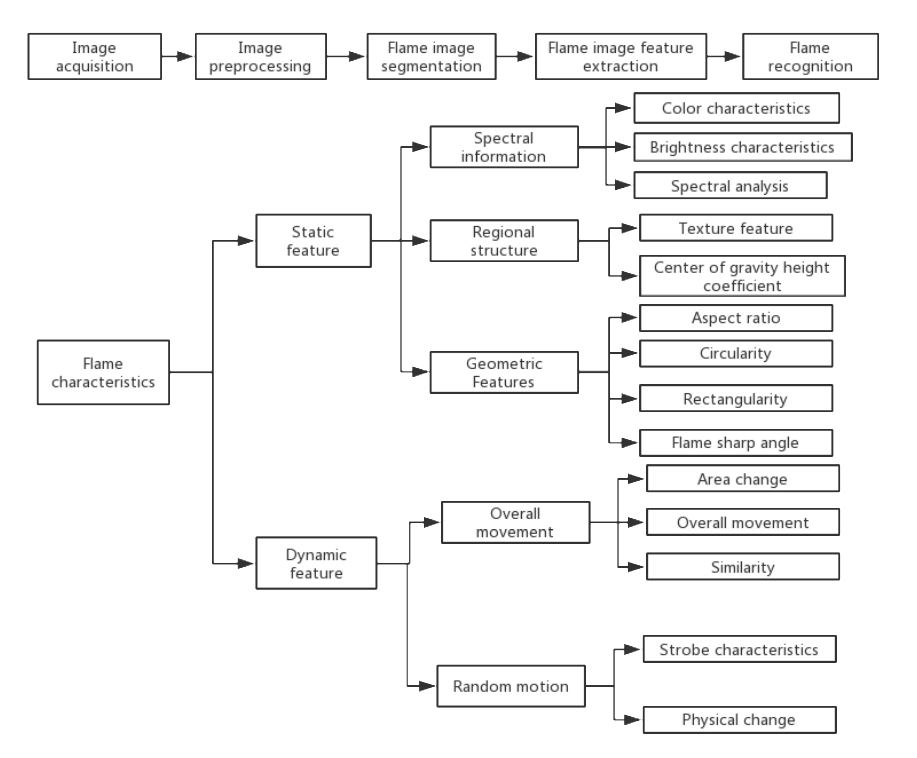 Image
acquisition
Image
preprocessing
Flame image
segmentation
Flame image feature
extraction
Flame
recognition
Flame
characteristics
Static
feature
Spectral
information
Color characteristics
Brightness characteristics
Spectral analysis
Regional
structure
Texture feature
Center of gravity height
coefficient
Geometric
Features
Aspect ratio
Circularity
Rectangularity
Flame sharp angle
Dynamic
feature
Overall
movement
Area change
Overall movement
Similarity
Random motion
Strobe characteristics
Physical change